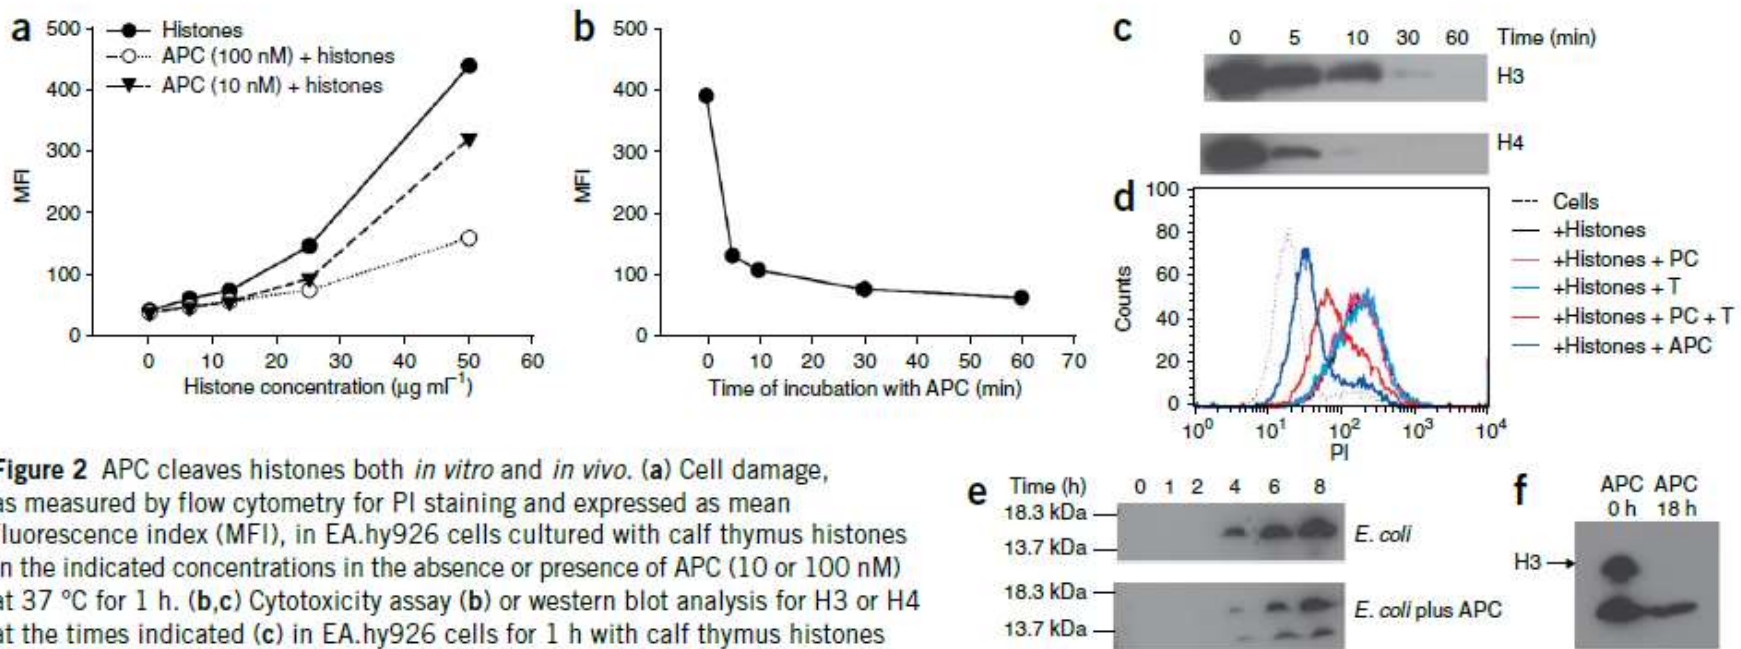 a
500
400
300
200
100
0
MFI
Histones
APC (100 nM) + histones
APC (10 nM) + histones
0 10 20 30 40 50 60
Histone concentration (µg ml⁻¹)
b
500
400
300
200
100
0
MFI
0 10 20 30 40 50 60 70
Time of incubation with APC (min)
c
0 5 10 30 60 Time (min)
H3
H4
d
100
80
60
40
20
0
Counts
10⁰ 10¹ 10² 10³ 10⁴
PI
Cells
+Histones
+Histones + PC
+Histones + T
+Histones + PC + T
+Histones + APC
Figure 2 APC cleaves histones both in vitro and in vivo. (a) Cell damage,
as measured by flow cytometry for PI staining and expressed as mean
fluorescence index (MFI), in EA.hy926 cells cultured with calf thymus histones
in the indicated concentrations in the absence or presence of APC (10 or 100 nM)
at 37 °C for 1 h. (b,c) Cytotoxicity assay (b) or western blot analysis for H3 or H4
at the times indicated (c) in EA.hy926 cells for 1 h with calf thymus histones
e
Time (h) 0 1 2 4 6 8
18.3 kDa
13.7 kDa
E. coli
18.3 kDa
13.7 kDa
E. coli plus APC
f
APC APC
0 h 18 h
H3